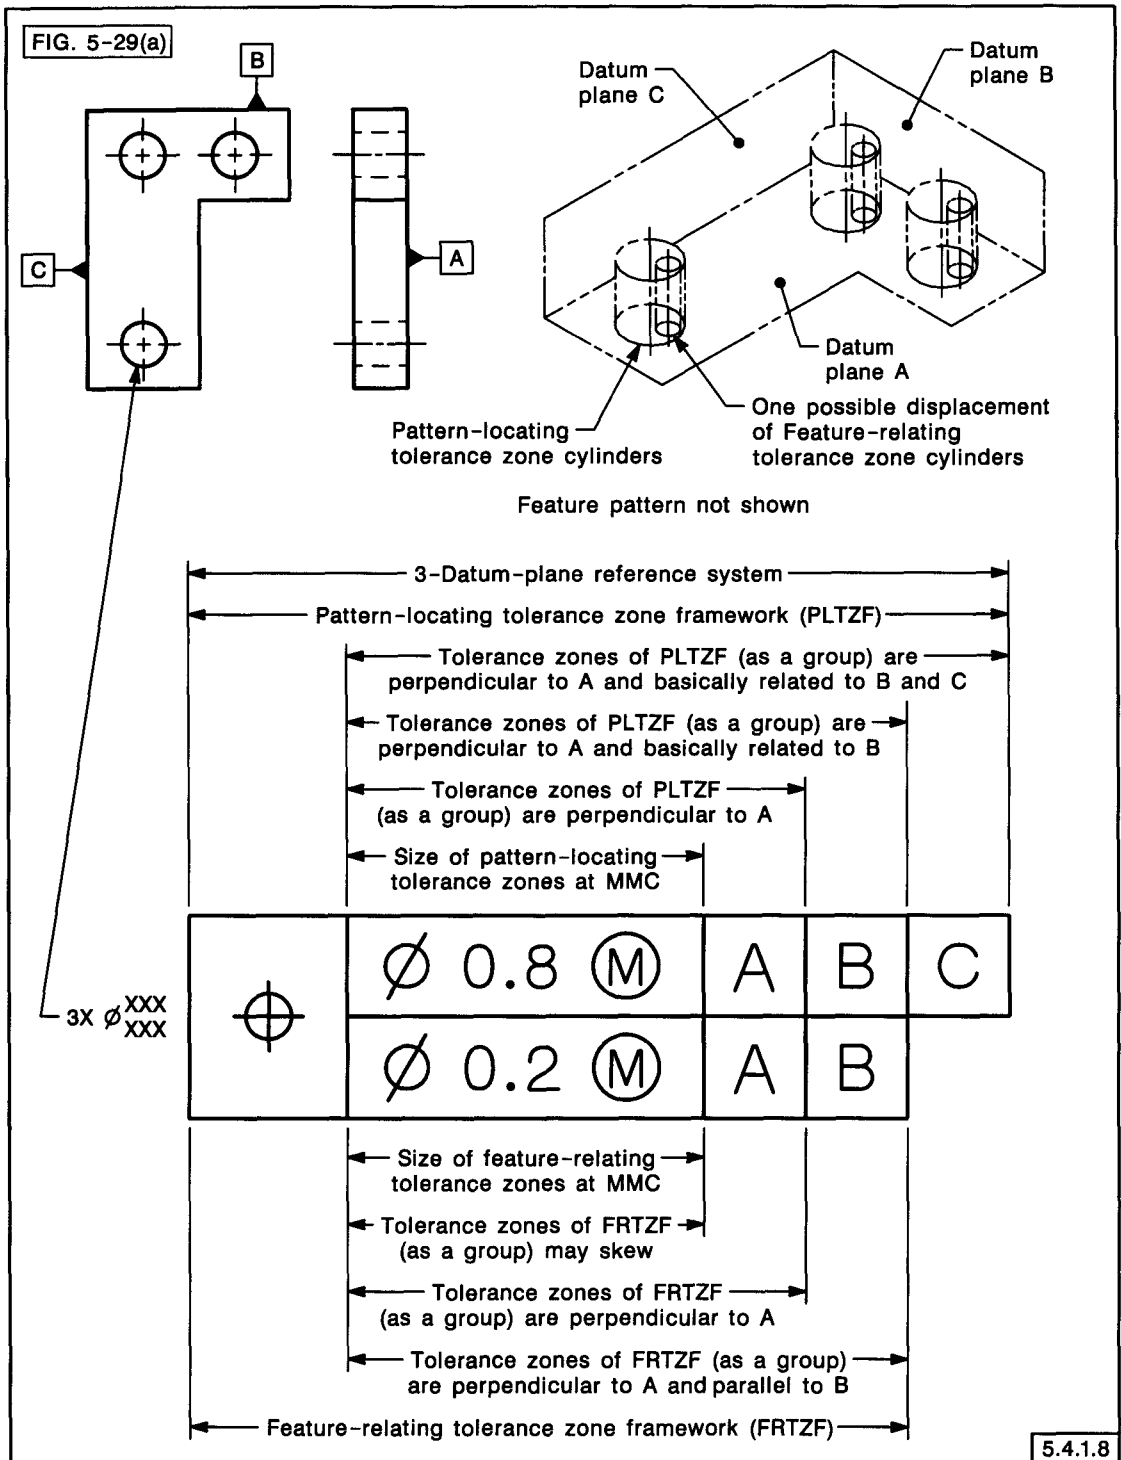 FIG. 5-29(a)
B
C
A
Datum
plane C
Datum
plane B
Datum
plane A
Pattern-locating
tolerance zone cylinders
One possible displacement
of Feature-relating
tolerance zone cylinders
Feature pattern not shown
3-Datum-plane reference system
Pattern-locating tolerance zone framework (PLTZF)
Tolerance zones of PLTZF (as a group) are
perpendicular to A and basically related to B and C
Tolerance zones of PLTZF (as a group) are
perpendicular to A and basically related to B
Tolerance zones of PLTZF
(as a group) are perpendicular to A
Size of pattern-locating
tolerance zones at MMC
3X ⌀ XXX
XXX
⌖ ⌀ 0.8 Ⓜ A B C
⌀ 0.2 Ⓜ A B
Size of feature-relating
tolerance zones at MMC
Tolerance zones of FRTZF
(as a group) may skew
Tolerance zones of FRTZF
(as a group) are perpendicular to A
Tolerance zones of FRTZF (as a group)
are perpendicular to A and parallel to B
Feature-relating tolerance zone framework (FRTZF)
5.4.1.8